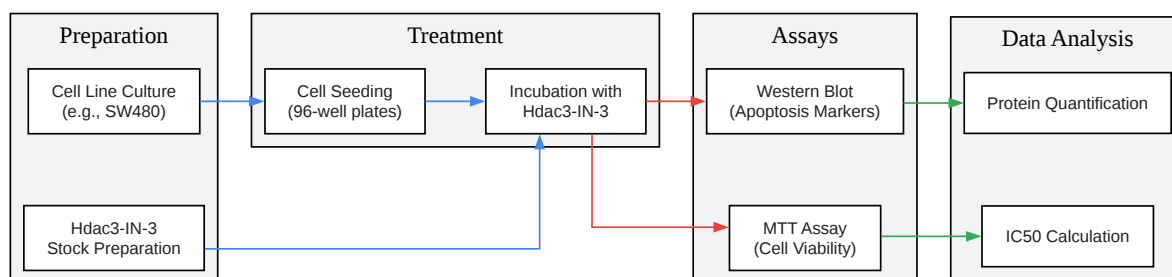 Preparation
Treatment
Assays
Data Analysis
Cell Line Culture
(e.g., SW480)
Cell Seeding
(96-well plates)
Incubation with
Hdac3-IN-3
Western Blot
(Apoptosis Markers)
Protein Quantification
Hdac3-IN-3
Stock Preparation
MTT Assay
(Cell Viability)
IC50 Calculation